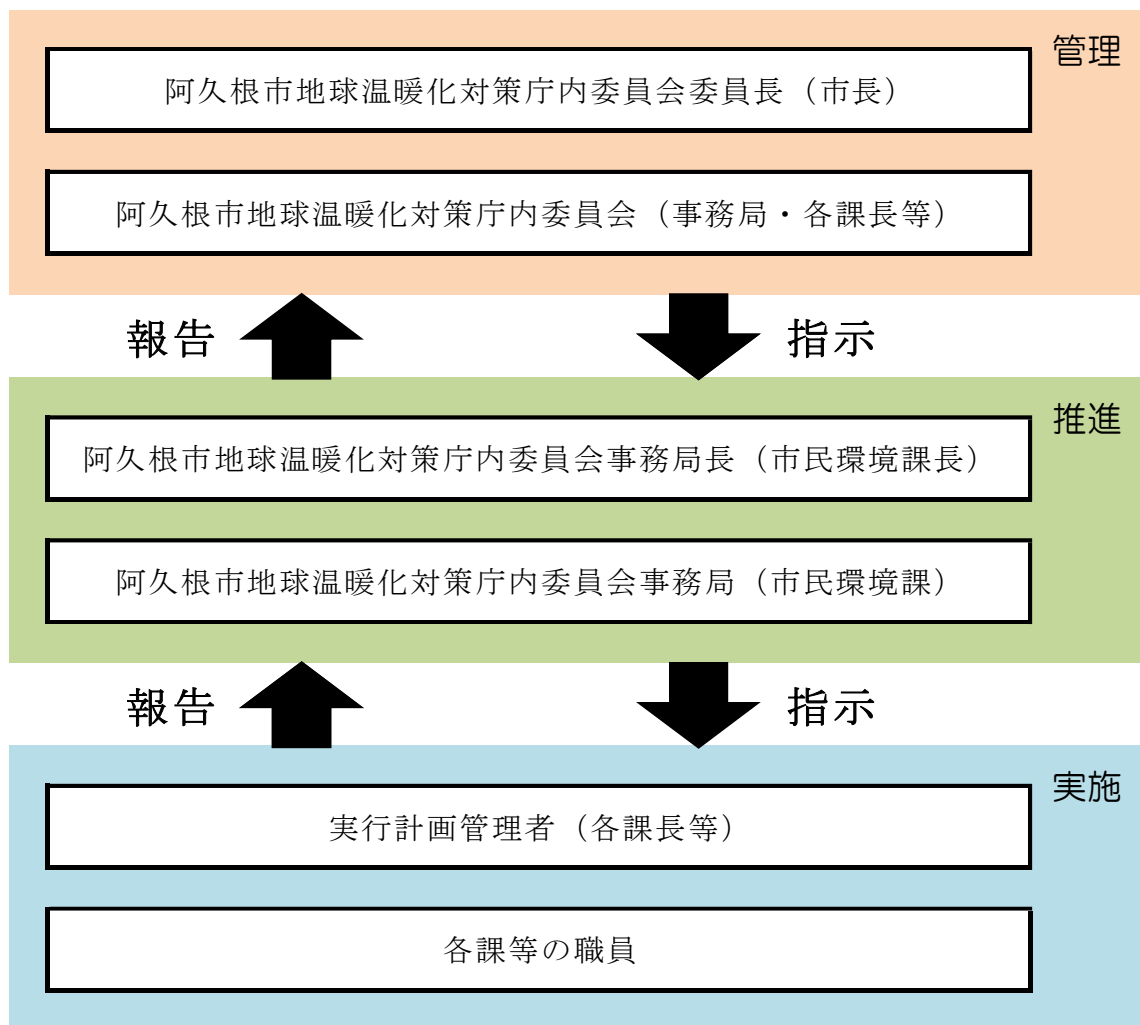 管理
阿久根市地球温暖化対策庁内委員会委員長（市長）
阿久根市地球温暖化対策庁内委員会（事務局・各課長等）
報告
指示
推進
阿久根市地球温暖化対策庁内委員会事務局長（市民環境課長）
阿久根市地球温暖化対策庁内委員会事務局（市民環境課）
報告
指示
実施
実行計画管理者（各課長等）
各課等の職員